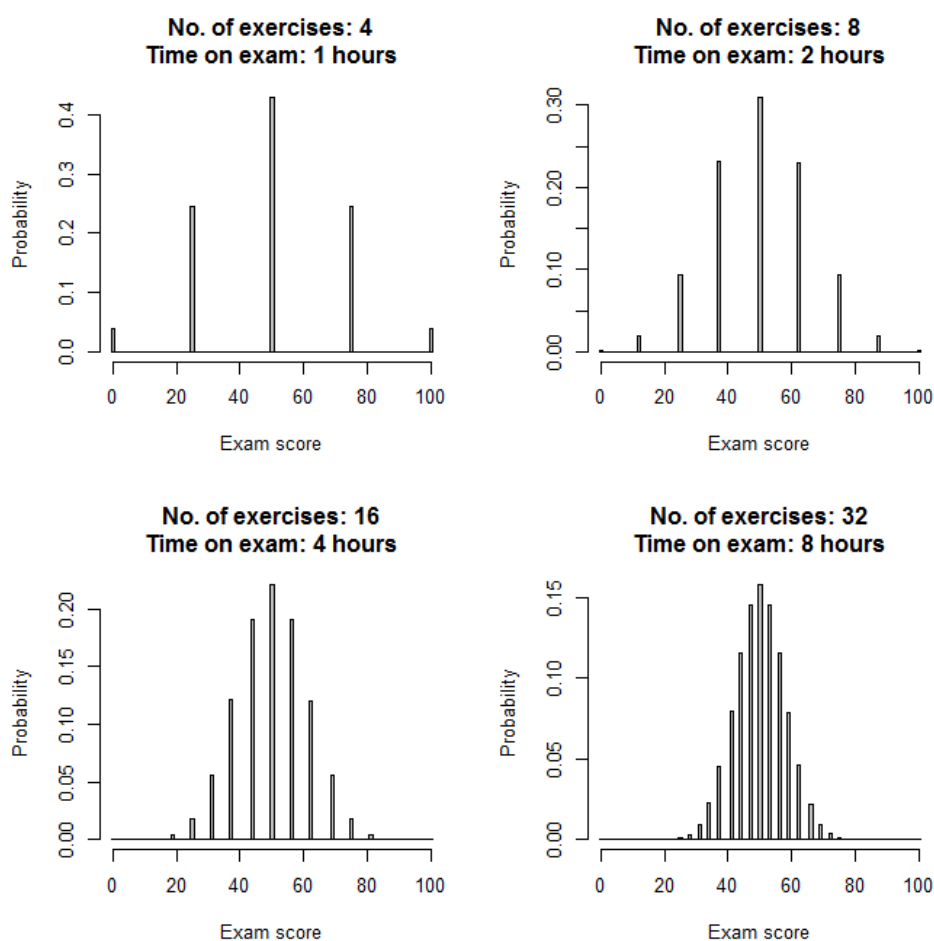 No. of exercises: 4
Time on exam: 1 hours
Probability
0.0 0.1 0.2 0.3 0.4
0 20 40 60 80 100
Exam score
No. of exercises: 8
Time on exam: 2 hours
Probability
0.00 0.10 0.20 0.30
0 20 40 60 80 100
Exam score
No. of exercises: 16
Time on exam: 4 hours
Probability
0.00 0.05 0.10 0.15 0.20
0 20 40 60 80 100
Exam score
No. of exercises: 32
Time on exam: 8 hours
Probability
0.00 0.05 0.10 0.15
0 20 40 60 80 100
Exam score